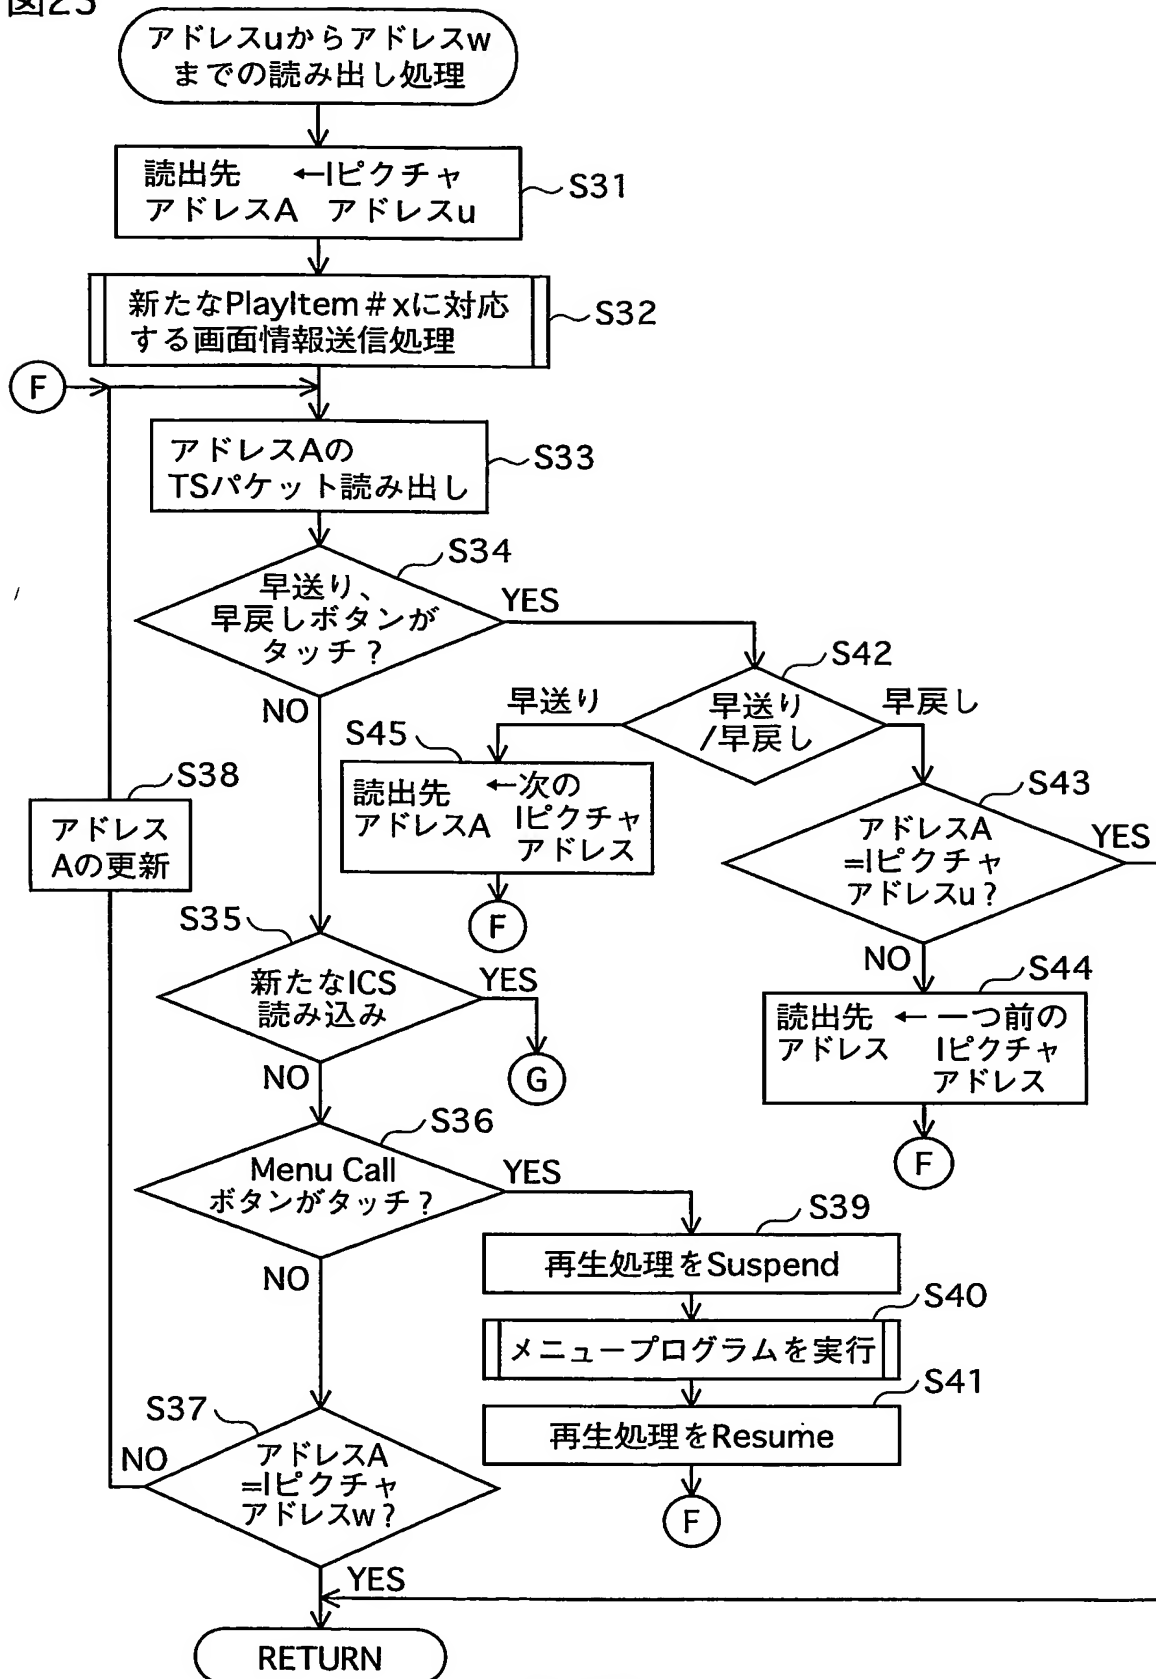 図23
アドレスuからアドレスw
までの読み出し処理
読出先 ←Iピクチャ
アドレスA アドレスu
S31
新たなPlayItem＃xに対応
する画面情報送信処理
S32
F
アドレスAの
TSパケット読み出し
S33
S34
早送り、
早戻しボタンが
タッチ？
YES
NO
S42
早送り
/早戻し
早送り
早戻し
S45
読出先 ←次の
アドレスA Iピクチャ
アドレス
F
S43
アドレスA
=Iピクチャ
アドレスu？
YES
NO
S44
読出先 ← 一つ前の
アドレス Iピクチャ
アドレス
F
S38
アドレス
Aの更新
S35
新たなICS
読み込み
YES
G
NO
S36
Menu Call
ボタンがタッチ？
YES
NO
S39
再生処理をSuspend
S40
メニュープログラムを実行
S41
再生処理をResume
F
S37
アドレスA
=Iピクチャ
アドレスw？
NO
YES
RETURN